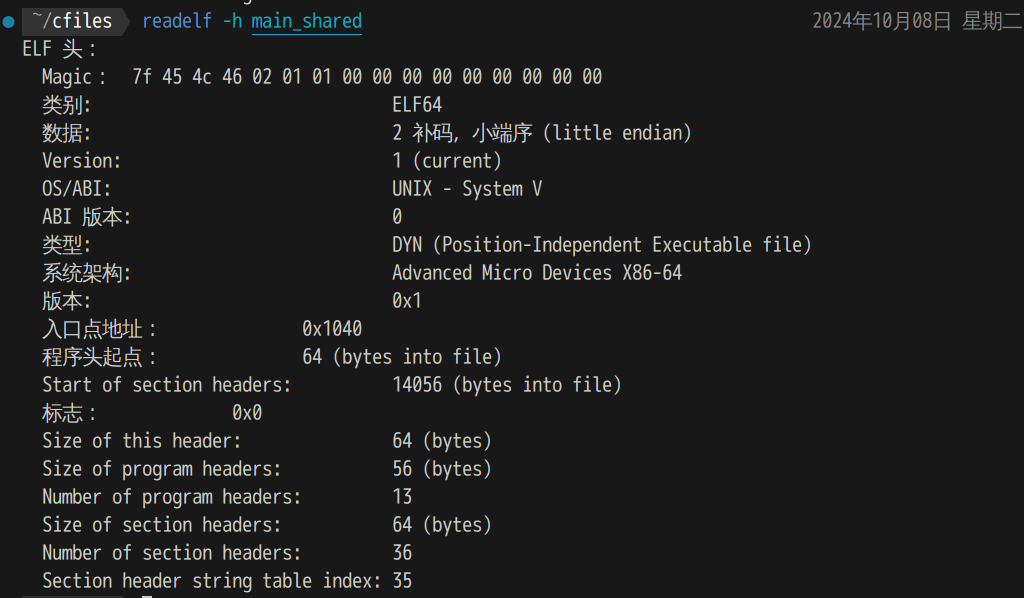 ~/cfiles readelf -h main_shared 2024年10月08日 星期二
ELF 头：
Magic： 7f 45 4c 46 02 01 01 00 00 00 00 00 00 00 00 00
类别: ELF64
数据: 2 补码，小端序 (little endian)
Version: 1 (current)
OS/ABI: UNIX - System V
ABI 版本: 0
类型: DYN (Position-Independent Executable file)
系统架构: Advanced Micro Devices X86-64
版本: 0x1
入口点地址： 0x1040
程序头起点： 64 (bytes into file)
Start of section headers: 14056 (bytes into file)
标志： 0x0
Size of this header: 64 (bytes)
Size of program headers: 56 (bytes)
Number of program headers: 13
Size of section headers: 64 (bytes)
Number of section headers: 36
Section header string table index: 35